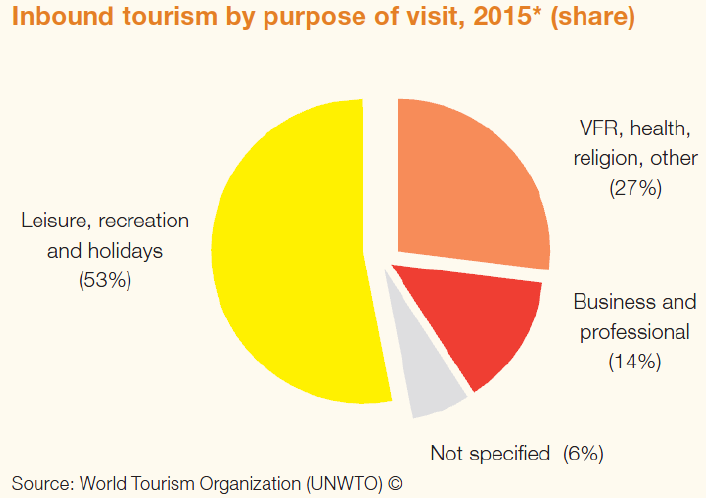 Inbound tourism by purpose of visit, 2015* (share)
VFR, health,
religion, other
(27%)
Leisure, recreation
and holidays
(53%)
Business and
professional
(14%)
Not specified (6%)
Source: World Tourism Organization (UNWTO) ©